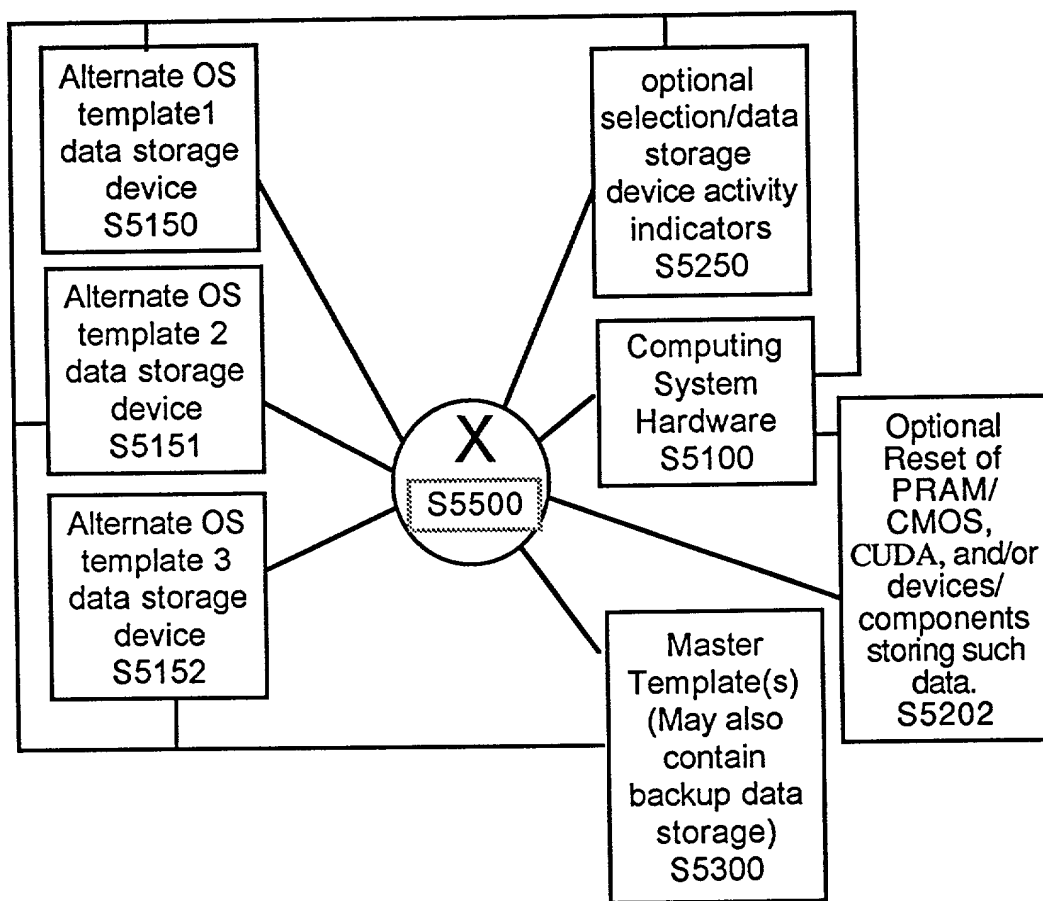 Alternate OS
template1
data storage
device
S5150
optional
selection/data
storage
device activity
indicators
S5250
Alternate OS
template 2
data storage
device
S5151
Computing
System
Hardware
S5100
X
S5500
Optional
Reset of
PRAM/
CMOS,
CUDA, and/or
devices/
components
storing such
data.
S5202
Alternate OS
template 3
data storage
device
S5152
Master
Template(s)
(May also
contain
backup data
storage)
S5300